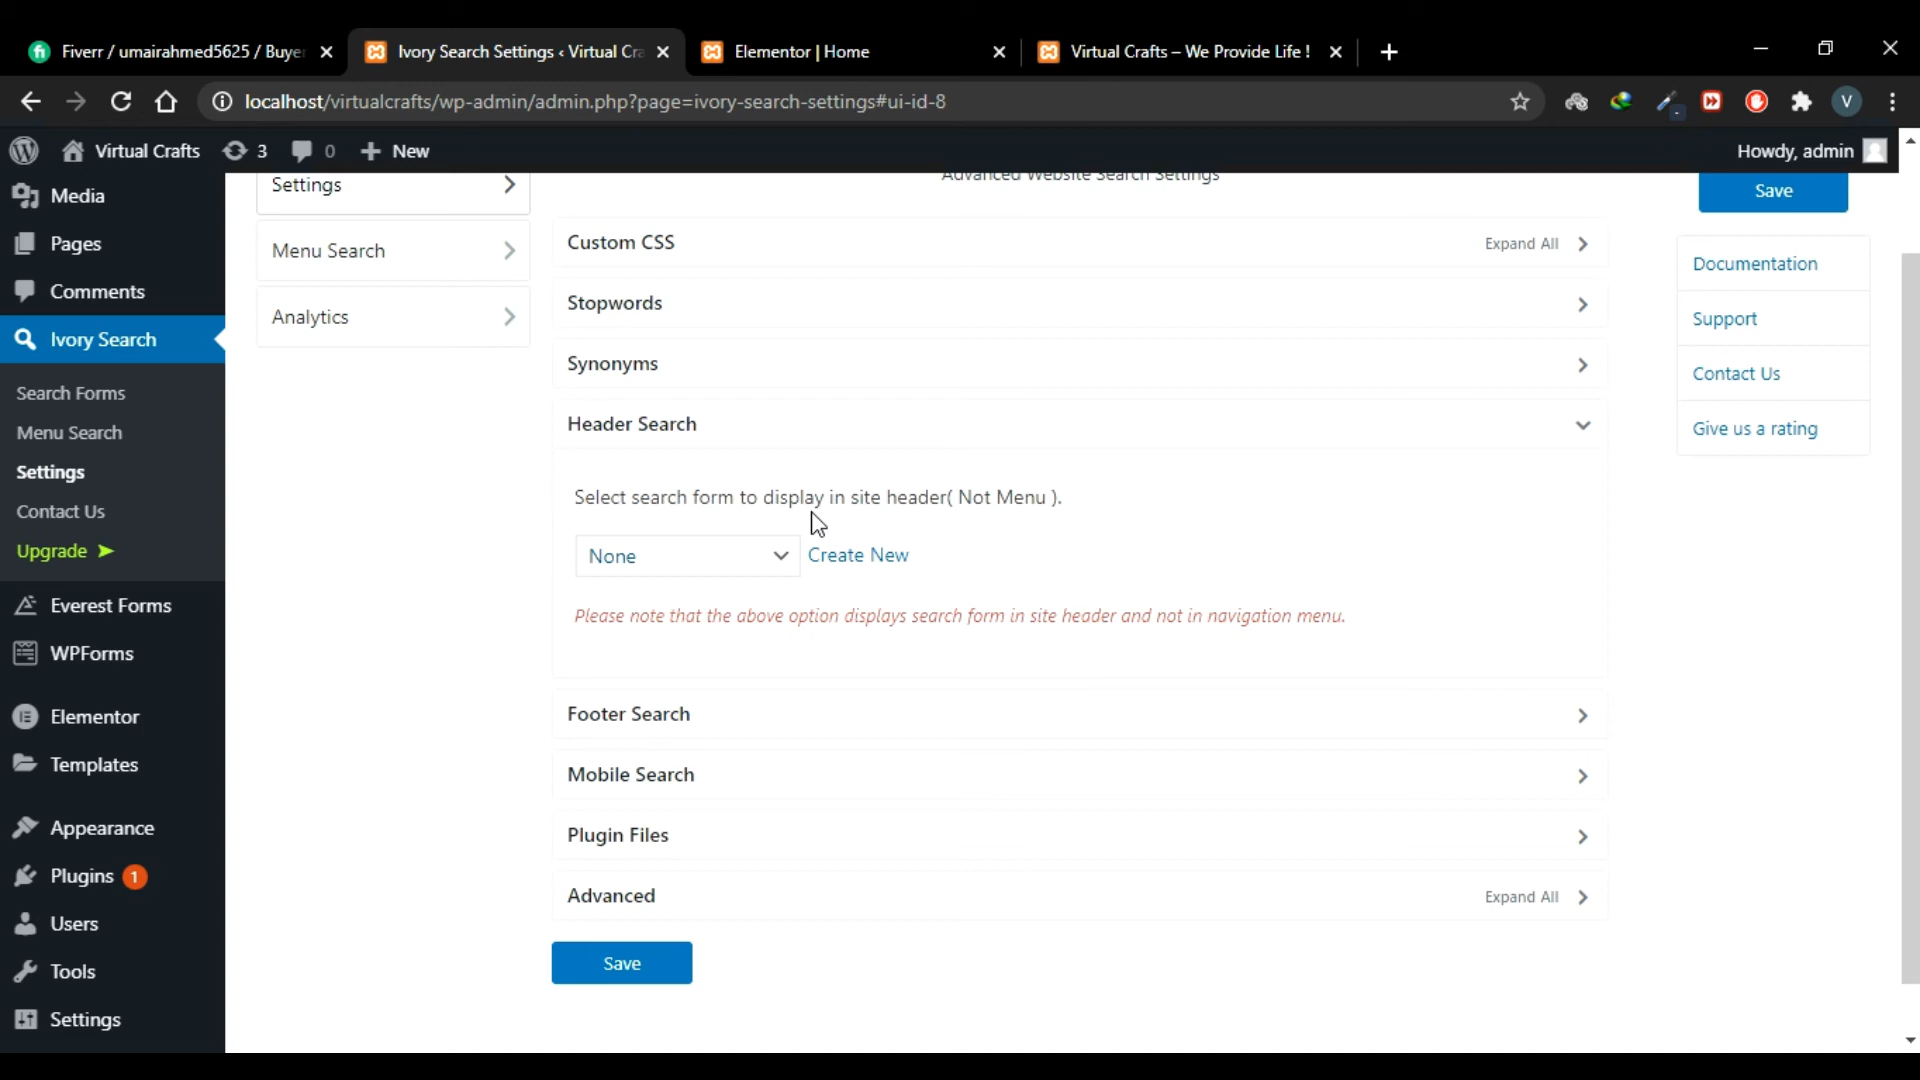 Fiverr / umairahmed5625 / Buye
Ivory Search Settings ‹ Virtual Cra
Elementor | Home
Virtual Crafts – We Provide Life !
localhost/virtualcrafts/wp-admin/admin.php?page=ivory-search-settings#ui-id-8
V
Virtual Crafts
3
0
+ New
Howdy, admin
Media
Pages
Comments
Ivory Search
Search Forms
Menu Search
Settings
Contact Us
Upgrade ➤
Everest Forms
WPForms
Elementor
Templates
Appearance
Plugins 1
Users
Tools
Settings
Settings
Menu Search
Analytics
Advanced Website Search Settings
Custom CSS
Expand All
Stopwords
Synonyms
Header Search
Select search form to display in site header( Not Menu ).
None
Create New
Please note that the above option displays search form in site header and not in navigation menu.
Footer Search
Mobile Search
Plugin Files
Advanced
Expand All
Save
Save
Documentation
Support
Contact Us
Give us a rating